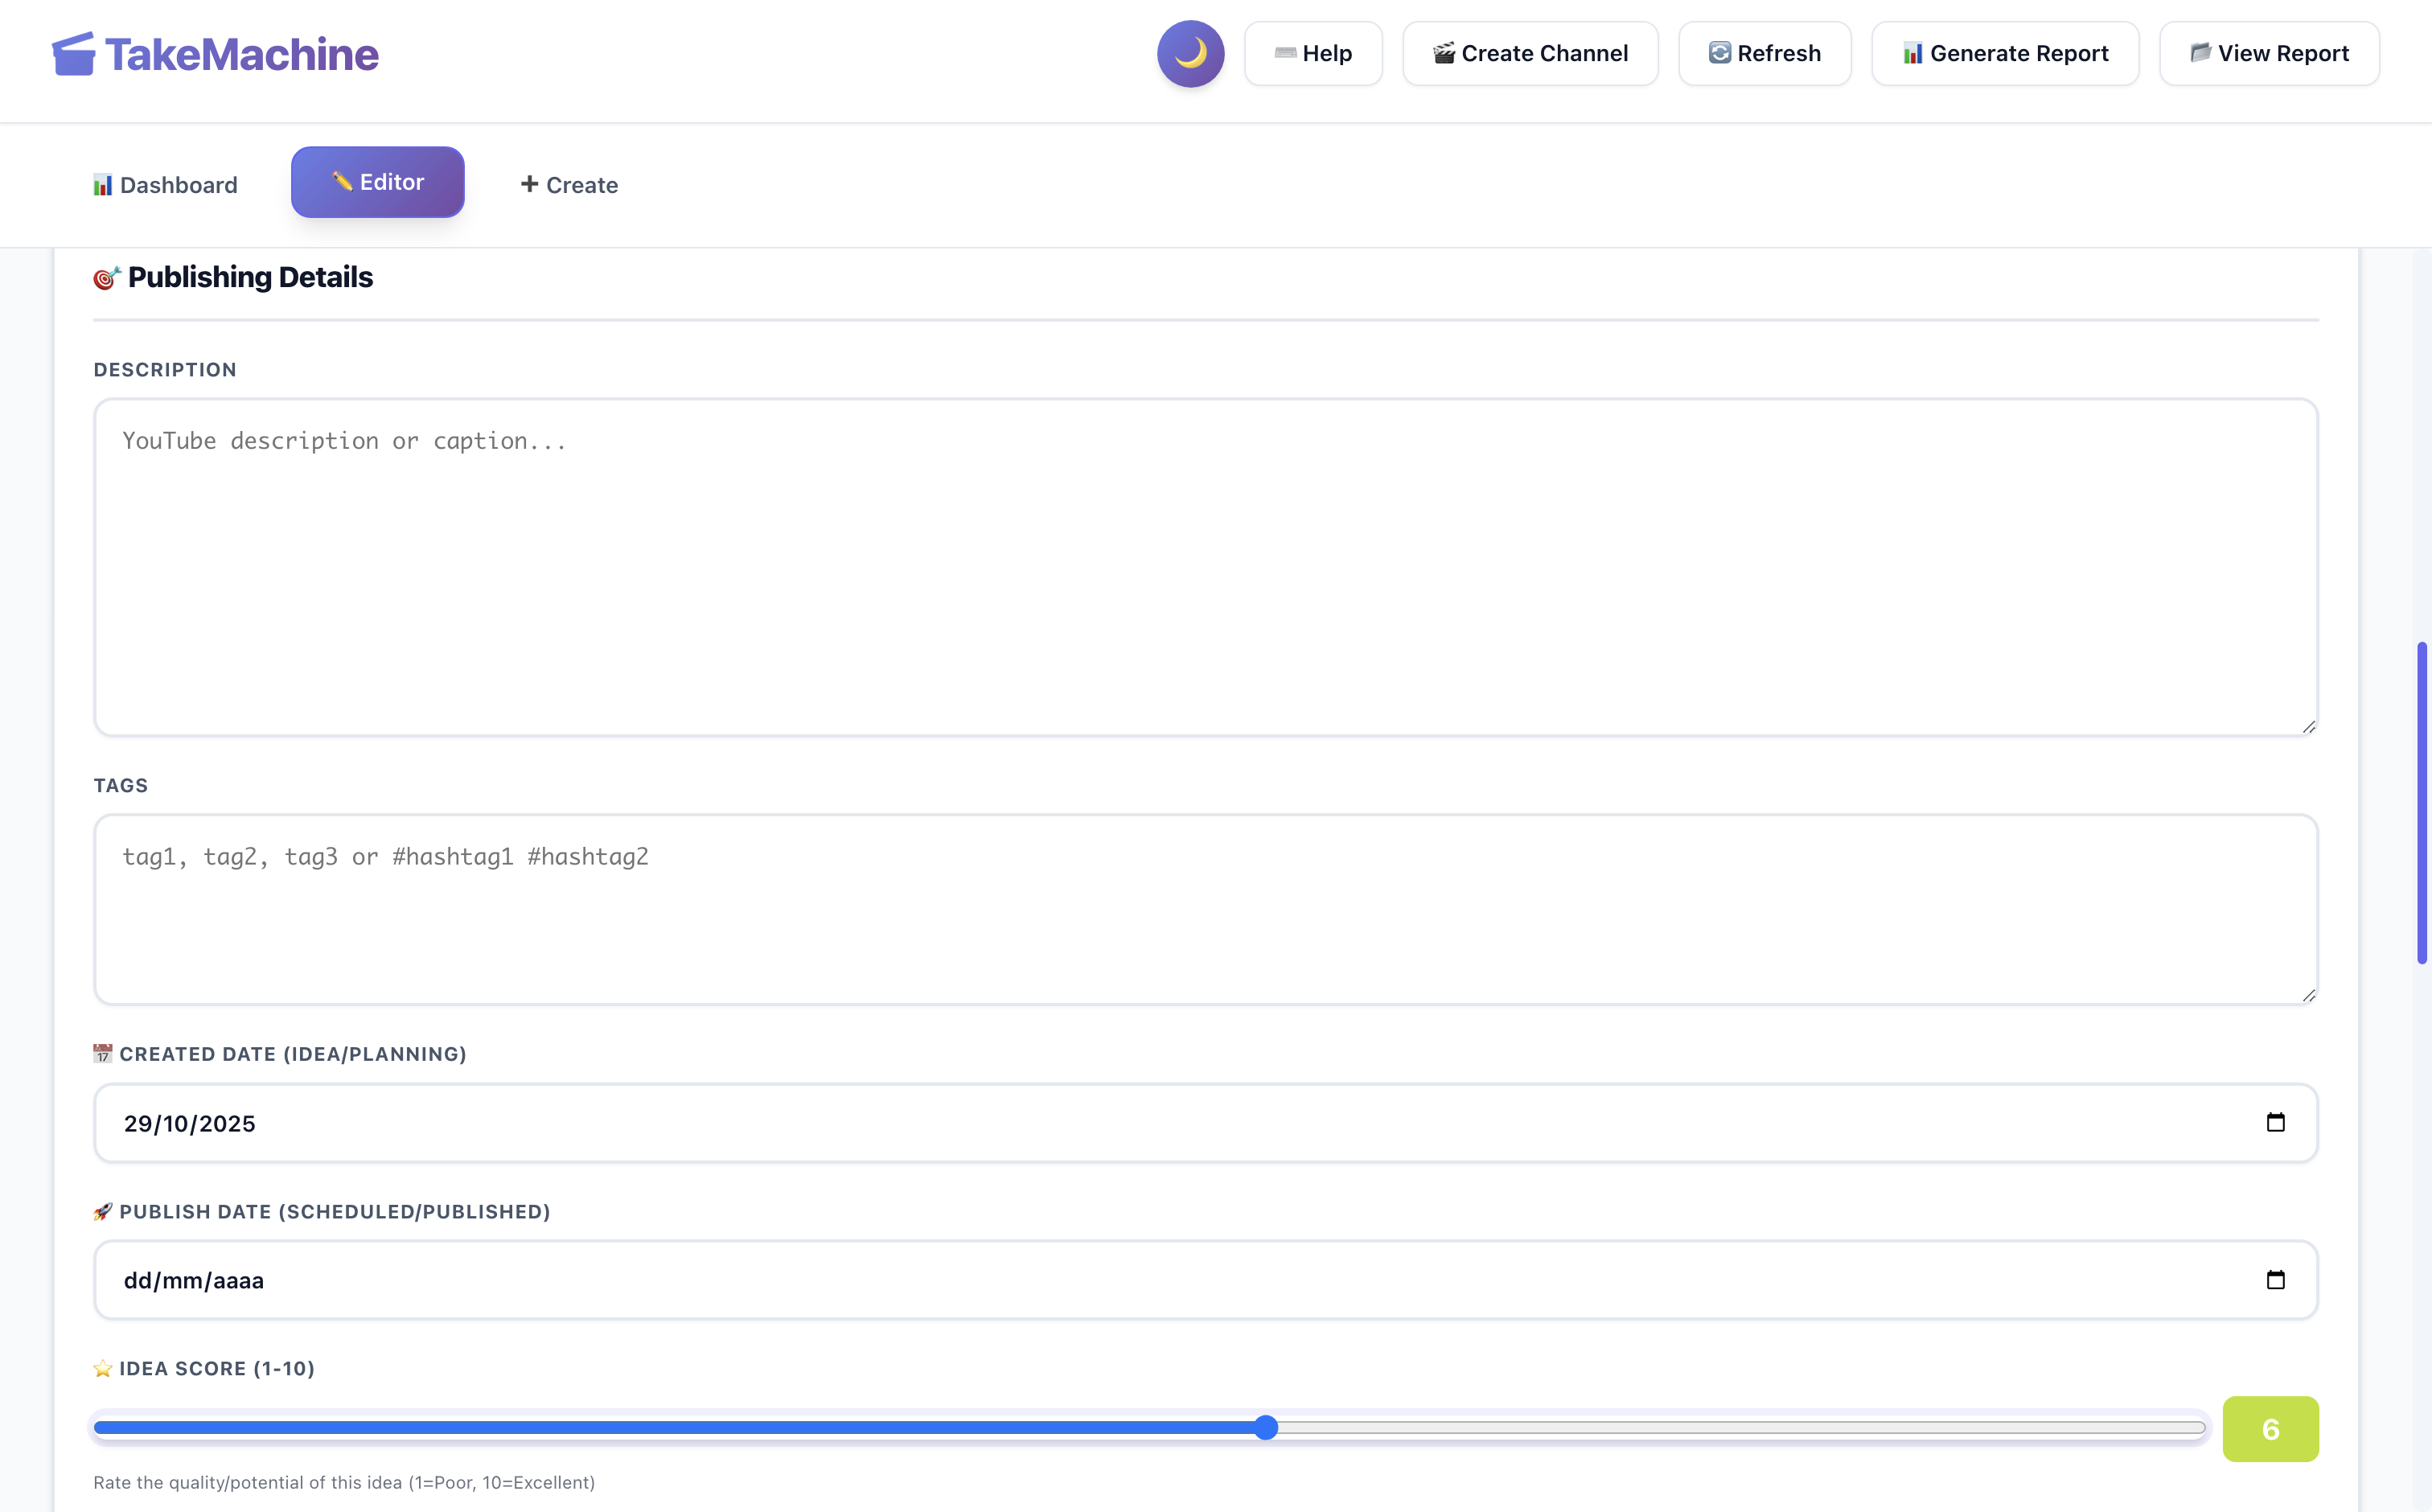 TakeMachine
Help
Create Channel
Refresh
Generate Report
View Report
Dashboard
Editor
Create
Publishing Details
DESCRIPTION
YouTube description or caption...
TAGS
tag1, tag2, tag3 or #hashtag1 #hashtag2
CREATED DATE (IDEA/PLANNING)
29/10/2025
PUBLISH DATE (SCHEDULED/PUBLISHED)
dd/mm/aaaa
IDEA SCORE (1-10)
6
Rate the quality/potential of this idea (1=Poor, 10=Excellent)